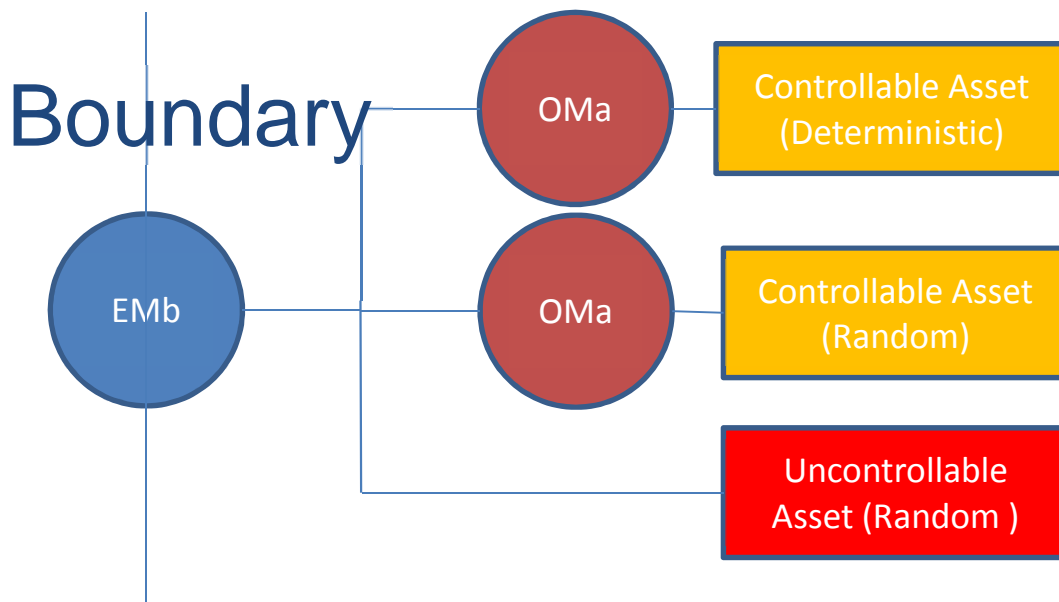 Boundary
OMa
Controllable Asset
(Deterministic)
EMb
OMa
Controllable Asset
(Random)
Uncontrollable
Asset (Random )